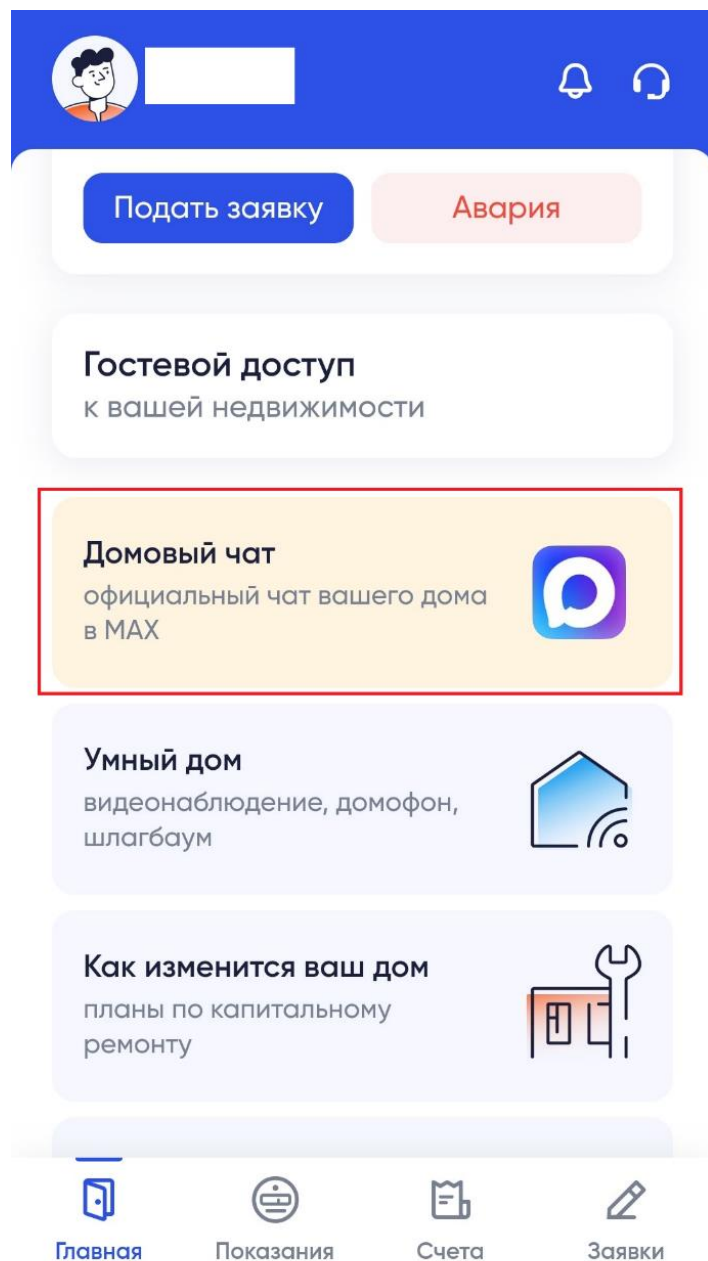 Подать заявку
Авария
Гостевой доступ
к вашей недвижимости
Домовый чат
официальный чат вашего дома
в MAX
Умный дом
видеонаблюдение, домофон,
шлагбаум
Как изменится ваш дом
планы по капитальному
ремонту
Главная
Показания
Счета
Заявки